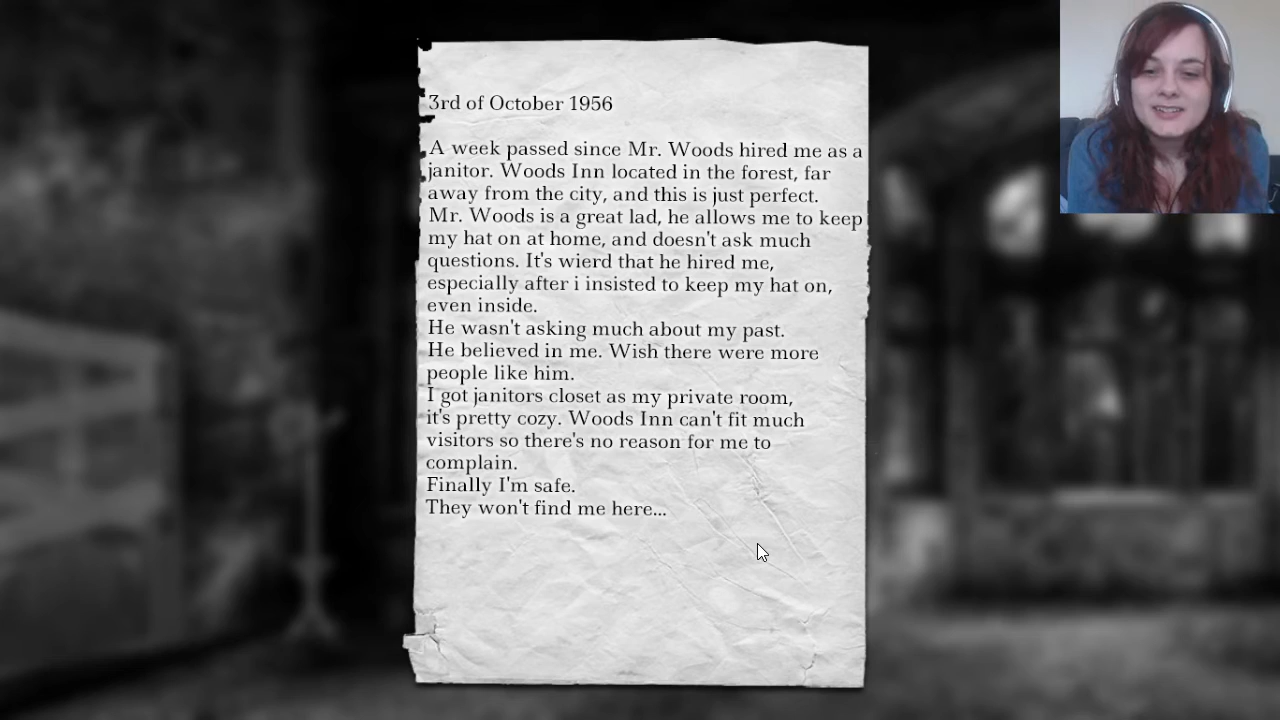 3rd of October 1956
A week passed since Mr. Woods hired me as a
janitor. Woods Inn located in the forest, far
away from the city, and this is just perfect.
Mr. Woods is a great lad, he allows me to keep
my hat on at home, and doesn't ask much
questions. It's wierd that he hired me,
especially after i insisted to keep my hat on,
even inside.
He wasn't asking much about my past.
He believed in me. Wish there were more
people like him.
I got janitors closet as my private room,
it's pretty cozy. Woods Inn can't fit much
visitors so there's no reason for me to
complain.
Finally I'm safe.
They won't find me here...